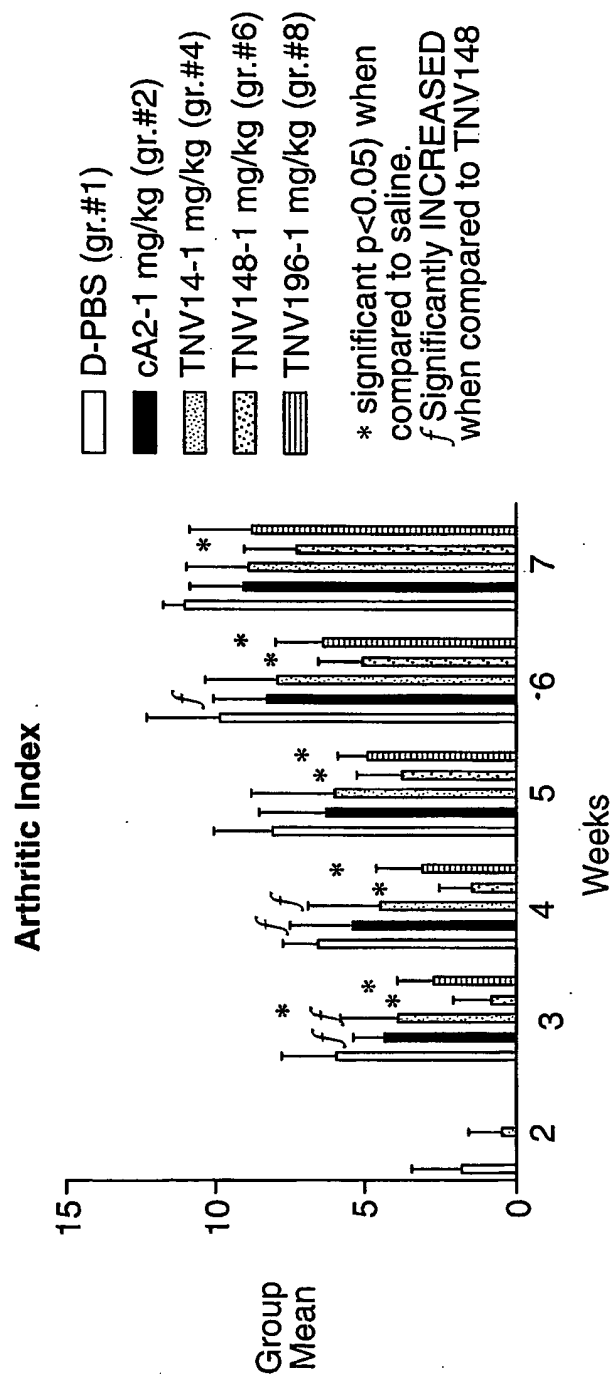 Arthritic Index
Group
Mean
15
10
5
0
2
3
4
5
-6
7
Weeks
*
*
*
*
*
*
*
*
*
*
ƒ
ƒ
ƒ
ƒ
ƒ
D-PBS (gr.#1)
cA2-1 mg/kg (gr.#2)
TNV14-1 mg/kg (gr.#4)
TNV148-1 mg/kg (gr.#6)
TNV196-1 mg/kg (gr.#8)
* significant p<0.05) when
compared to saline.
ƒ Significantly INCREASED
when compared to TNV148